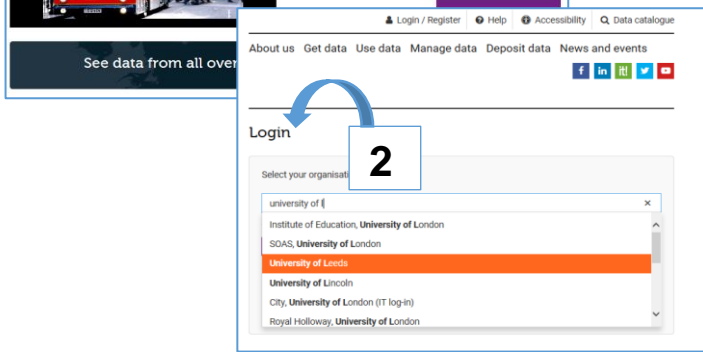 Login / Register Help Accessibility Data catalogue
About us Get data Use data Manage data Deposit data News and events
See data from all over
Login
2
Select your organisati
university of l
Institute of Education, University of London
SOAS, University of London
University of Leeds
University of Lincoln
City, University of London (IT log-in)
Royal Holloway, University of London